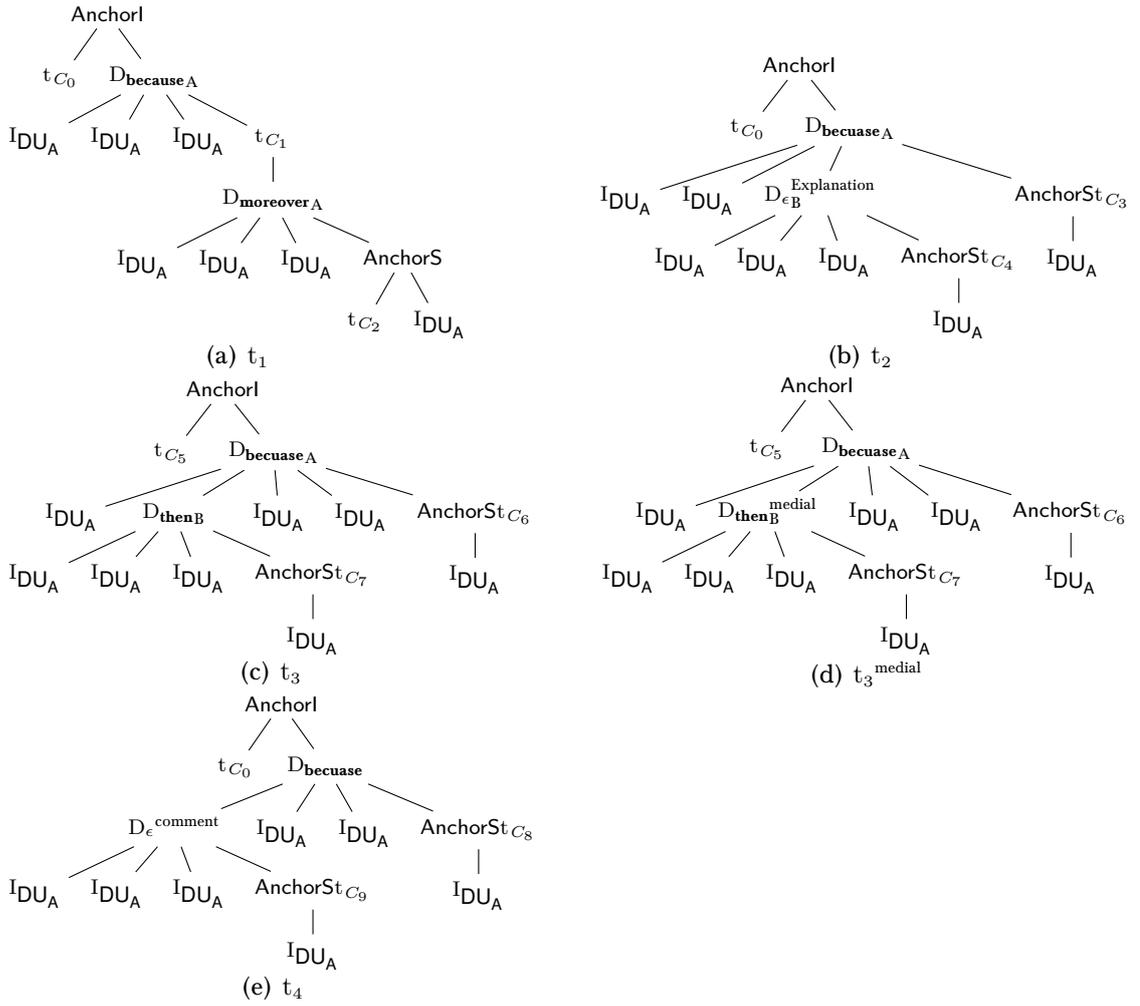 AnchorI
t_{C_0} D_{because A}
I_{DU_A} I_{DU_A} I_{DU_A} t_{C_1}
D_{moreover A}
I_{DU_A} I_{DU_A} I_{DU_A} AnchorS
t_{C_2} I_{DU_A}
(a) t_1
AnchorI
t_{C_0} D_{becuase A}
I_{DU_A} I_{DU_A} D_{ϵ B}^{Explanation} AnchorSt_{C_3}
I_{DU_A} I_{DU_A} I_{DU_A} AnchorSt_{C_4} I_{DU_A}
I_{DU_A}
(b) t_2
AnchorI
t_{C_5} D_{becuase A}
I_{DU_A} D_{then B} I_{DU_A} I_{DU_A} AnchorSt_{C_6}
I_{DU_A} I_{DU_A} I_{DU_A} AnchorSt_{C_7} I_{DU_A}
I_{DU_A}
(c) t_3
AnchorI
t_{C_5} D_{becuase A}
I_{DU_A} D_{then B}^{medial} I_{DU_A} I_{DU_A} AnchorSt_{C_6}
I_{DU_A} I_{DU_A} I_{DU_A} AnchorSt_{C_7} I_{DU_A}
I_{DU_A}
(d) t_3^{medial}
AnchorI
t_{C_0} D_{becuase}
D_ϵ^{comment} I_{DU_A} I_{DU_A} AnchorSt_{C_8}
I_{DU_A} I_{DU_A} I_{DU_A} AnchorSt_{C_9} I_{DU_A}
I_{DU_A}
(e) t_4